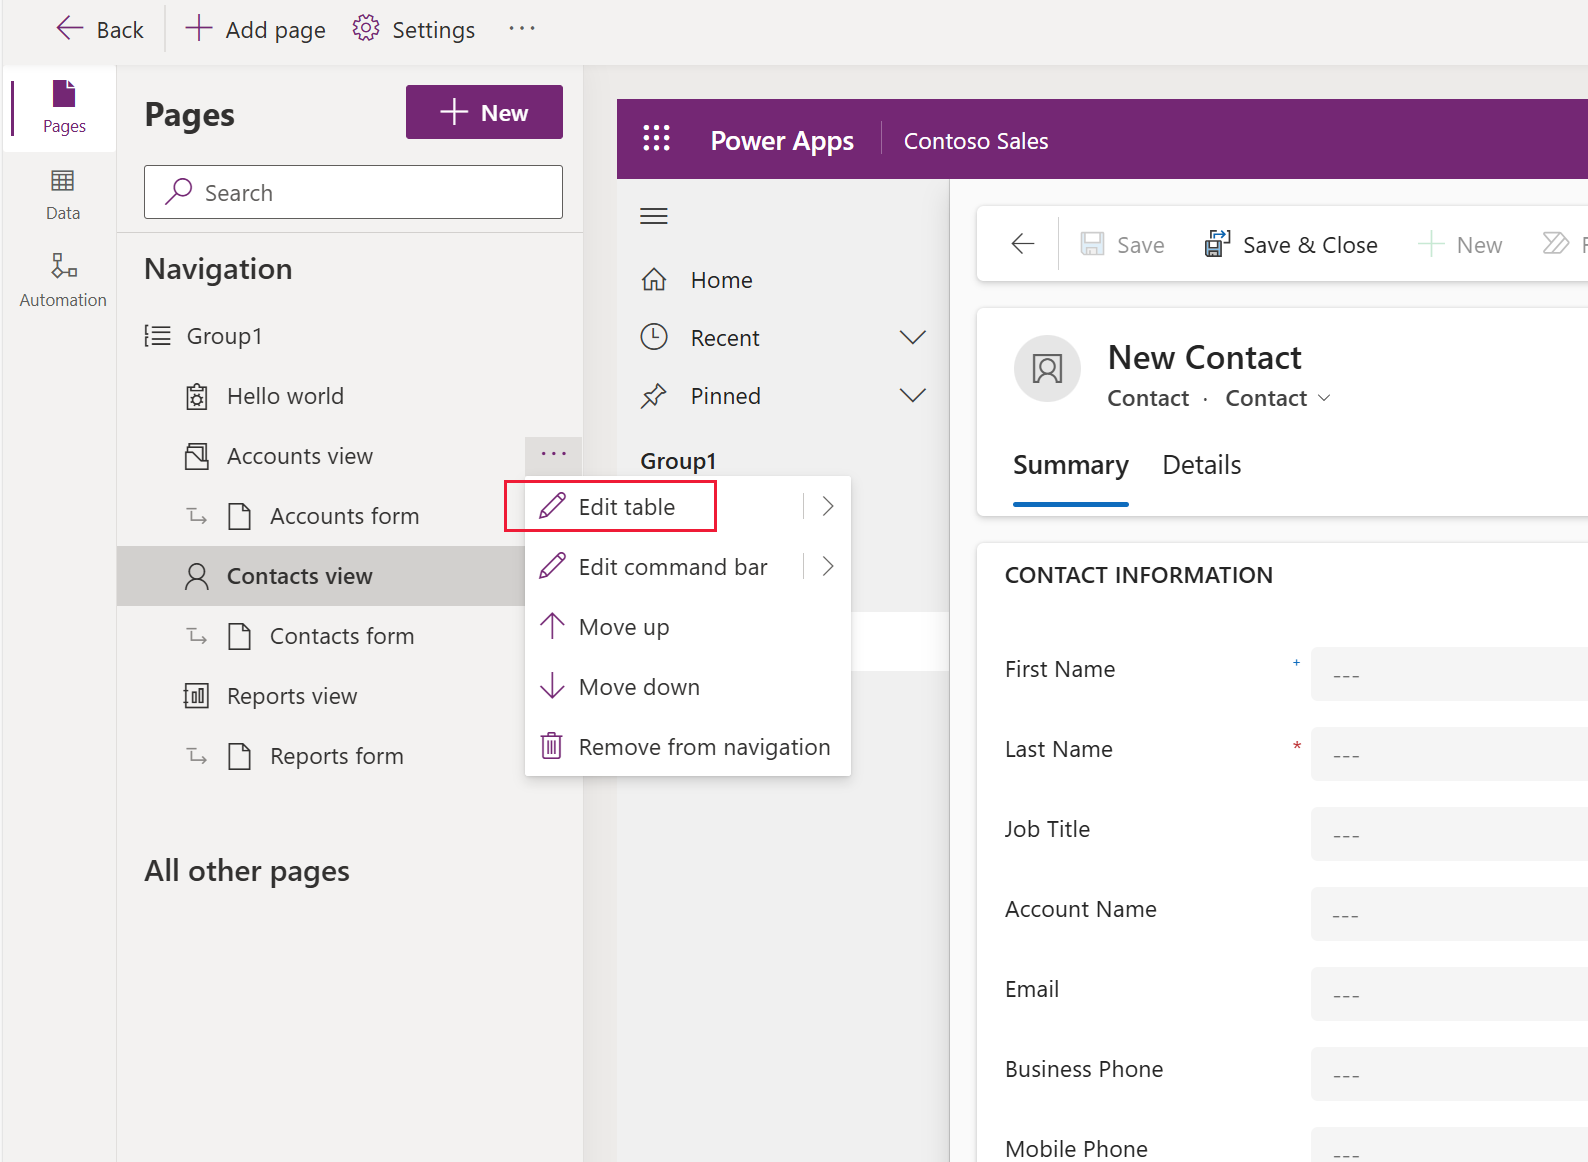 Back
Add page
Settings
Pages
Data
Automation
Pages
New
Search
Navigation
Group1
Hello world
Accounts view
Accounts form
Contacts view
Contacts form
Reports view
Reports form
All other pages
Edit table
Edit command bar
Move up
Move down
Remove from navigation
Power Apps
Contoso Sales
Home
Recent
Pinned
Group1
Save
Save & Close
New
New Contact
Contact · Contact
Summary
Details
CONTACT INFORMATION
First Name + ---
Last Name * ---
Job Title ---
Account Name ---
Email ---
Business Phone ---
Mobile Phone ---